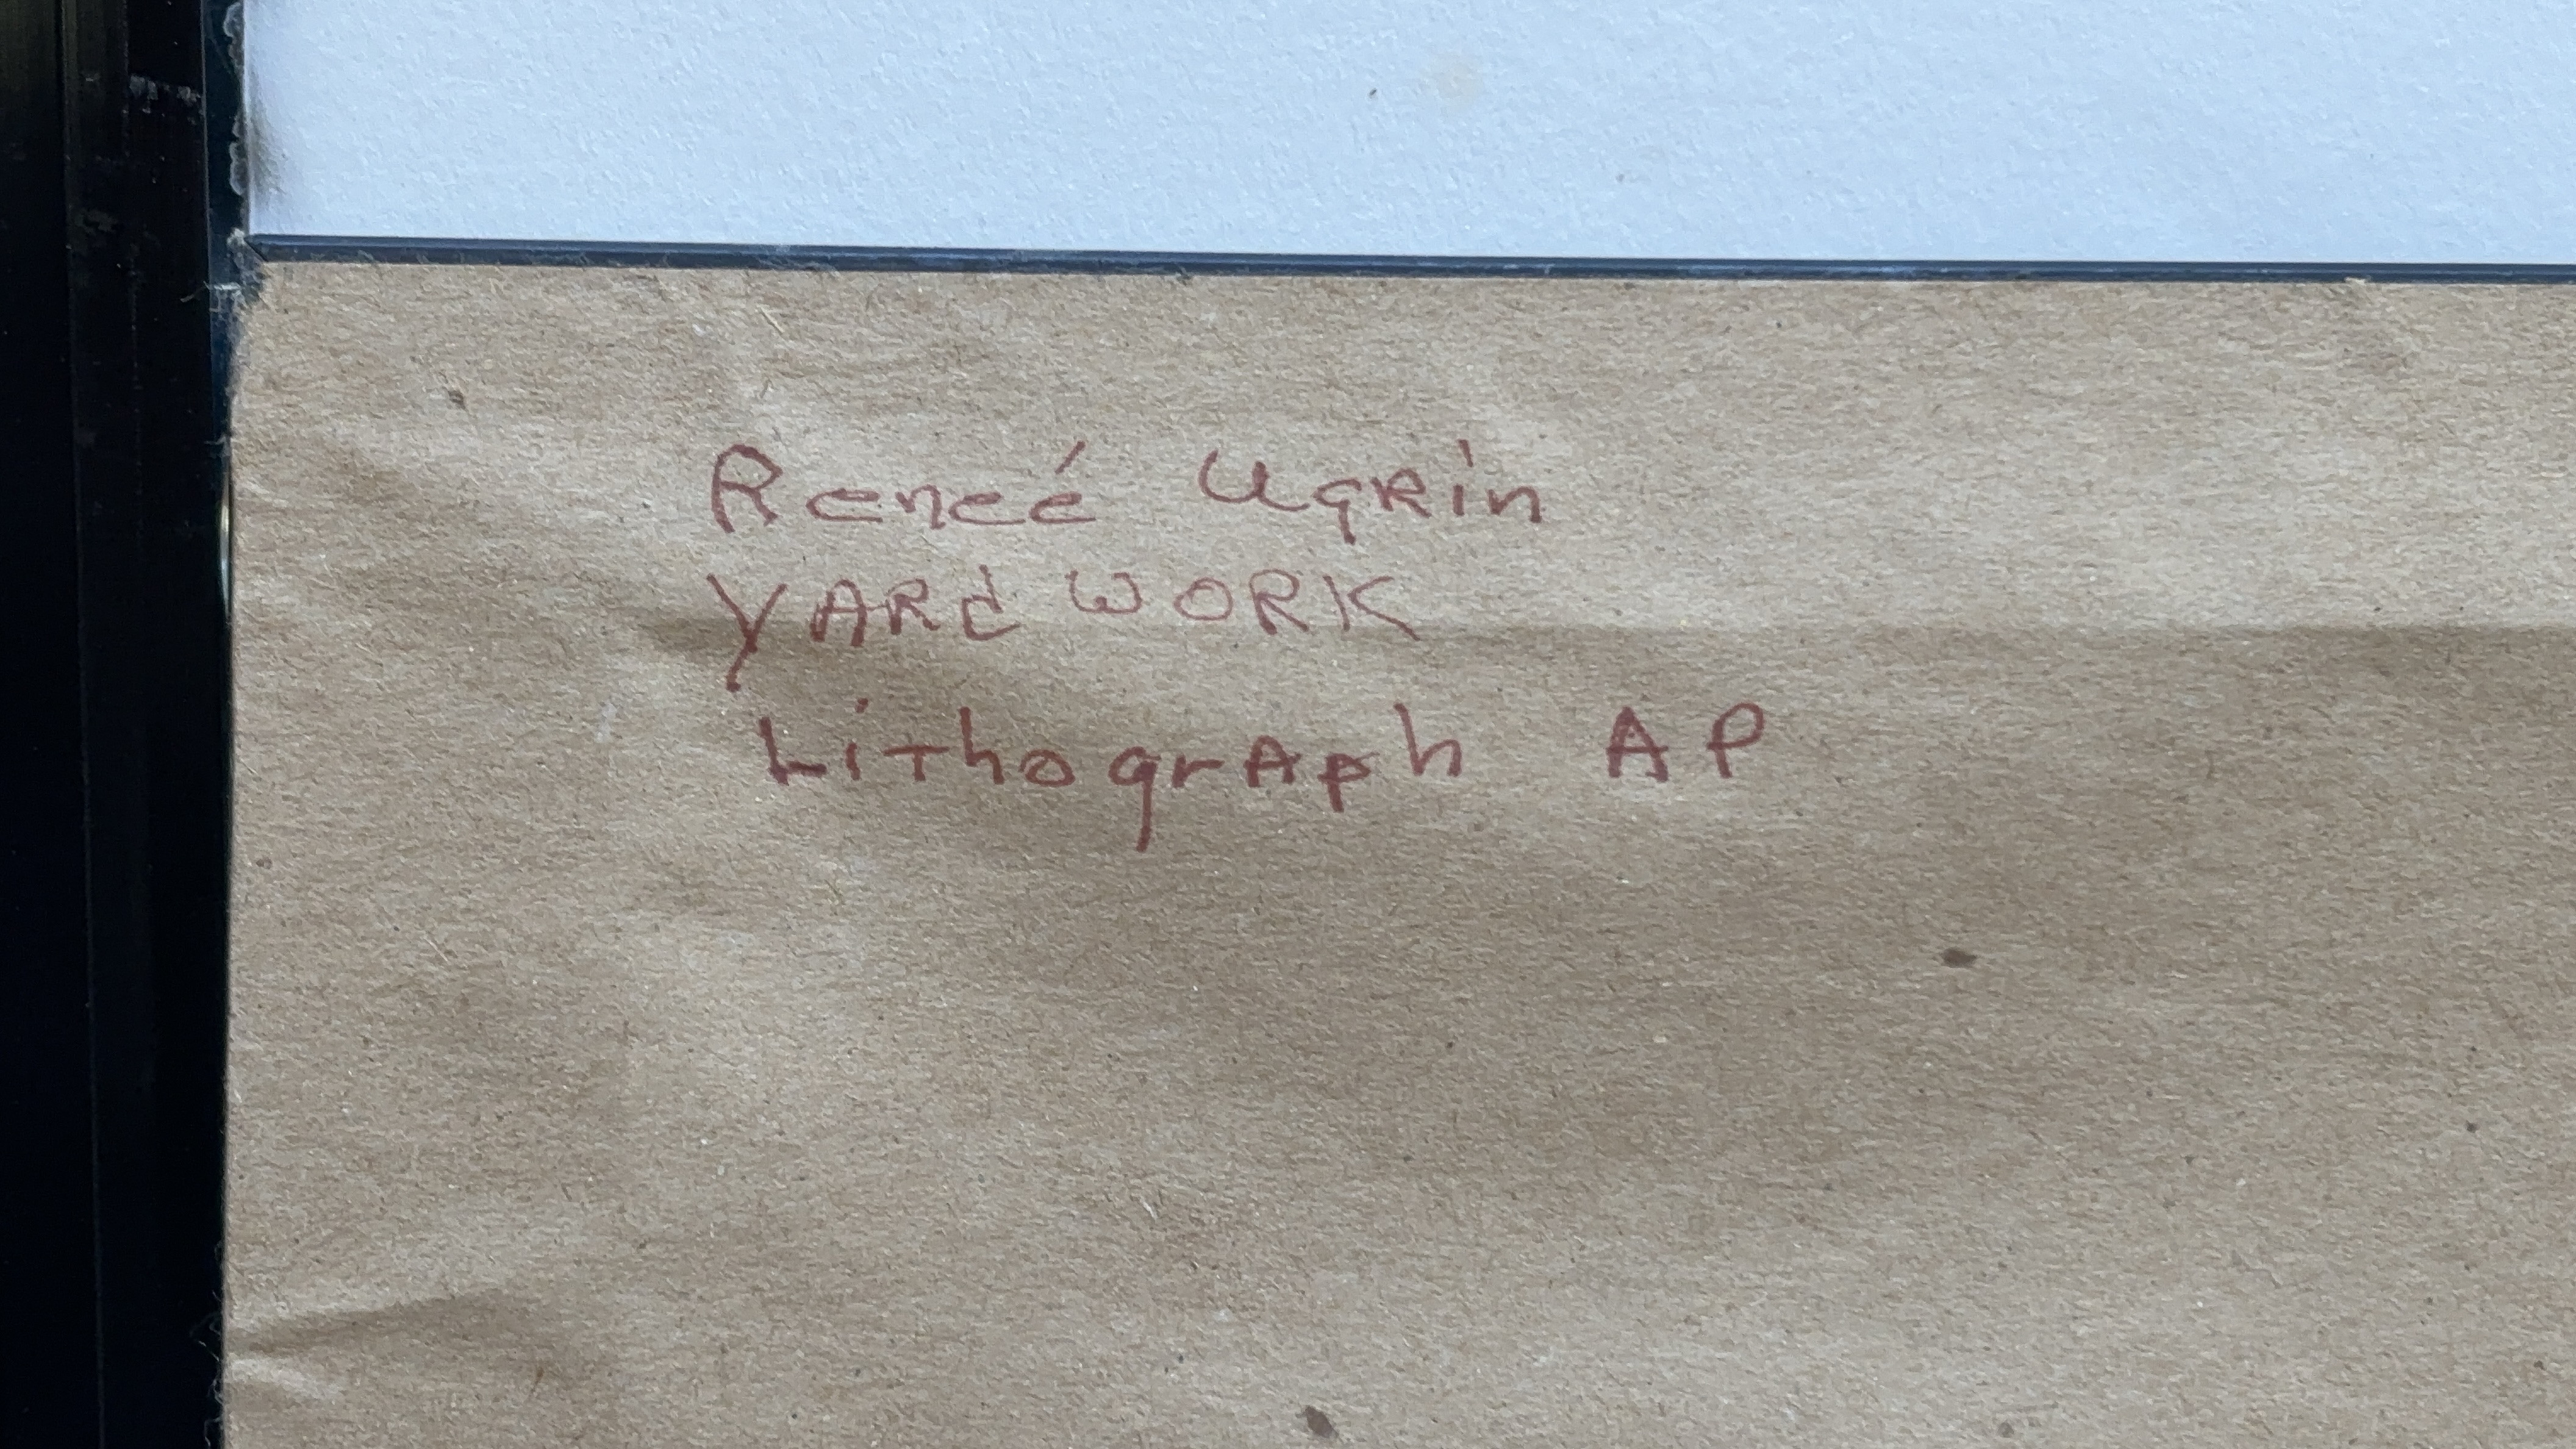 Reneé Ugrin
YARd WORK
Lithograph AP